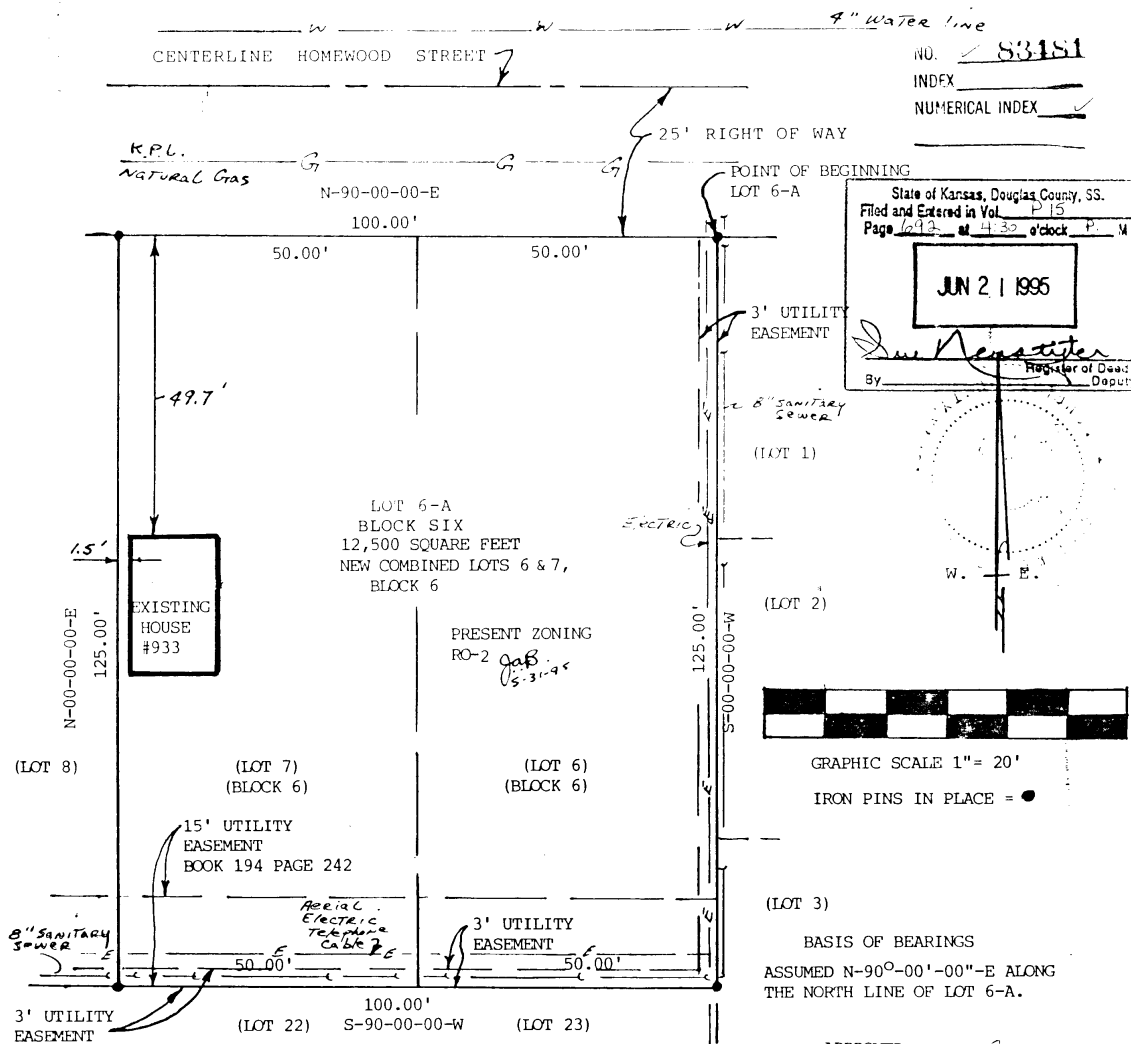 W W W 4" Water line
CENTERLINE HOMEWOOD STREET
NO. 83481
INDEX
NUMERICAL INDEX
25' RIGHT OF WAY
K.P.L.
Natural Gas
G G G
N-90-00-00-E
100.00'
POINT OF BEGINNING
LOT 6-A
State of Kansas, Douglas County, SS.
Filed and Entered in Vol. P 15
Page 692 at 4:30 o'clock P. M
JUN 21 1995
Register of Deed
By Deput
50.00' 50.00'
3' UTILITY
EASEMENT
49.7'
8" Sanitary
Sewer
(LOT 1)
LOT 6-A
BLOCK SIX
12,500 SQUARE FEET
NEW COMBINED LOTS 6 & 7,
BLOCK 6
Electric
1.5'
EXISTING
HOUSE
#933
N-00-00-00-E
125.00'
PRESENT ZONING
RO-2 JaB
5-31-95
125.00'
S-00-00-00-W
(LOT 2)
W. E.
N
GRAPHIC SCALE 1"= 20'
IRON PINS IN PLACE =
(LOT 8)
(LOT 7)
(BLOCK 6)
(LOT 6)
(BLOCK 6)
15' UTILITY
EASEMENT
BOOK 194 PAGE 242
Aerial
Electric
Telephone
Cable
3' UTILITY
EASEMENT
8" Sanitary
Sewer
E E E E
50.00' 50.00'
100.00'
3' UTILITY
EASEMENT
(LOT 22) S-90-00-00-W (LOT 23)
(LOT 3)
BASIS OF BEARINGS
ASSUMED N-90°-00'-00"-E ALONG
THE NORTH LINE OF LOT 6-A.